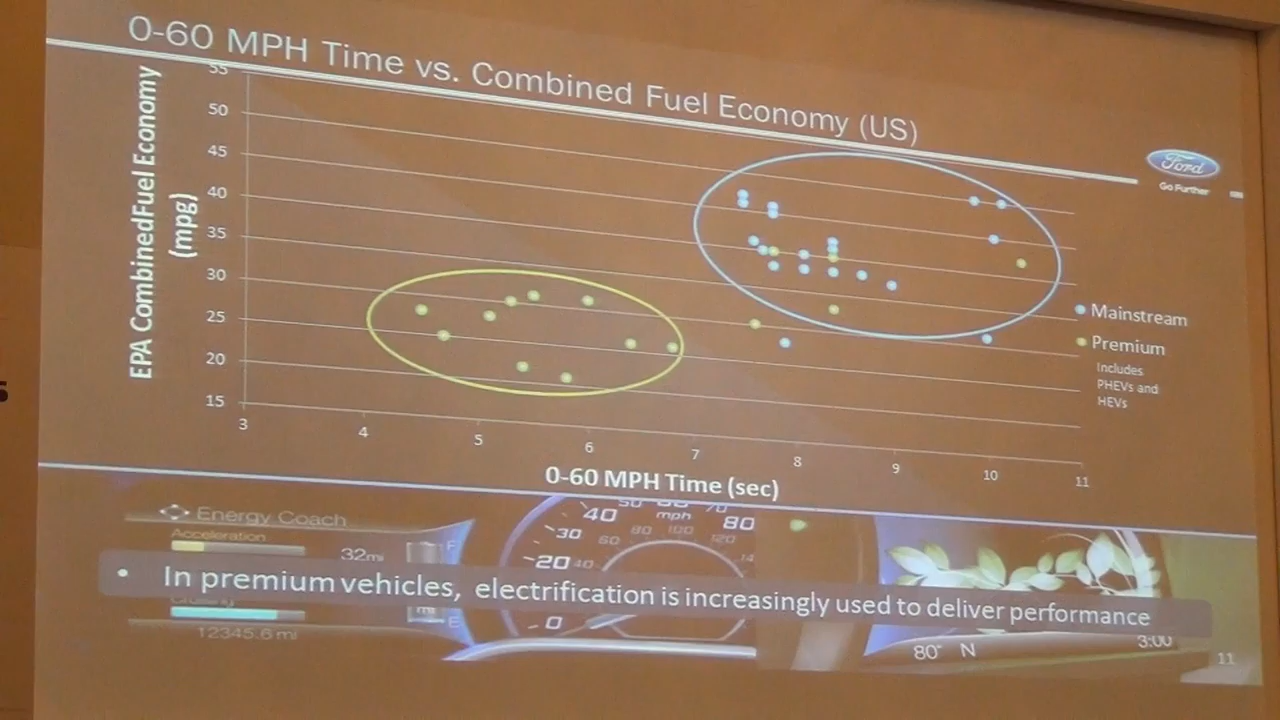 0-60 MPH Time vs. Combined Fuel Economy (US)
Ford
Go Further
EPA CombinedFuel Economy
(mpg)
55
50
45
40
35
30
25
20
15
3
4
5
6
7
8
9
10
11
0-60 MPH Time (sec)
Mainstream
Premium
Includes
PHEVs and
HEVs
Energy Coach
Acceleration
32mi
F
Cruising
mi
E
12345.6 mi
0
20
30
40
50
80
mph
40
60
80
100
120
14
• In premium vehicles, electrification is increasingly used to deliver performance
80° N
3:00
11